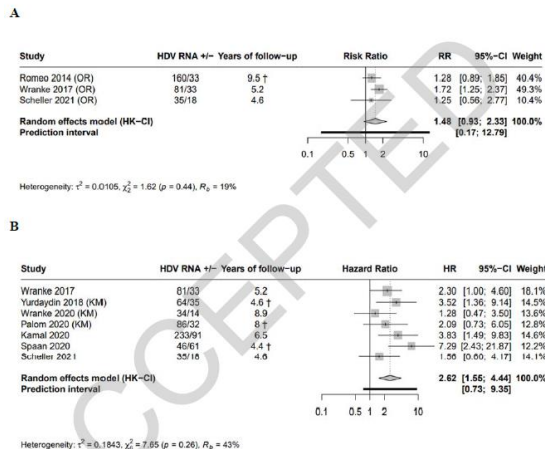 A
Study HDV RNA +/− Years of follow−up Risk Ratio RR 95%−CI Weight
Romeo 2014 (OR) 160/33 9.5 † 1.28 [0.89; 1.85] 40.4%
Wranke 2017 (OR) 81/33 5.2 1.72 [1.25; 2.37] 49.3%
Scheller 2021 (OR) 35/18 4.6 1.25 [0.56; 2.77] 10.4%
Random effects model (HK−CI) 1.48 [0.93; 2.33] 100.0%
Prediction interval [0.17; 12.79]
0.1 0.5 1 2 10
Heterogeneity: τ² = 0.0105, χ²₂ = 1.62 (p = 0.44), R_b = 19%
B
Study HDV RNA +/− Years of follow−up Hazard Ratio HR 95%−CI Weight
Wranke 2017 81/33 5.2 2.30 [1.00; 4.60] 18.1%
Yurdaydin 2018 (KM) 64/35 4.6 † 3.52 [1.36; 9.14] 14.5%
Wranke 2020 (KM) 34/14 8.9 1.28 [0.47; 3.50] 13.6%
Palom 2020 (KM) 86/32 8 † 2.09 [0.73; 6.05] 12.8%
Kamal 2020 233/91 6.5 3.83 [1.49; 9.83] 14.6%
Spaan 2020 46/61 4.4 † 7.29 [2.43; 21.87] 12.2%
Scheller 2021 35/18 4.6 [0.60; 4.17] 14.1%
Random effects model (HK−CI) 2.62 [1.55; 4.44] 100.0%
Prediction interval [0.73; 9.35]
0.1 0.5 1 2 10
Heterogeneity: τ² = 0.1843, χ²₆ = 7.65 (p = 0.26), R_b = 43%
CCEPTED